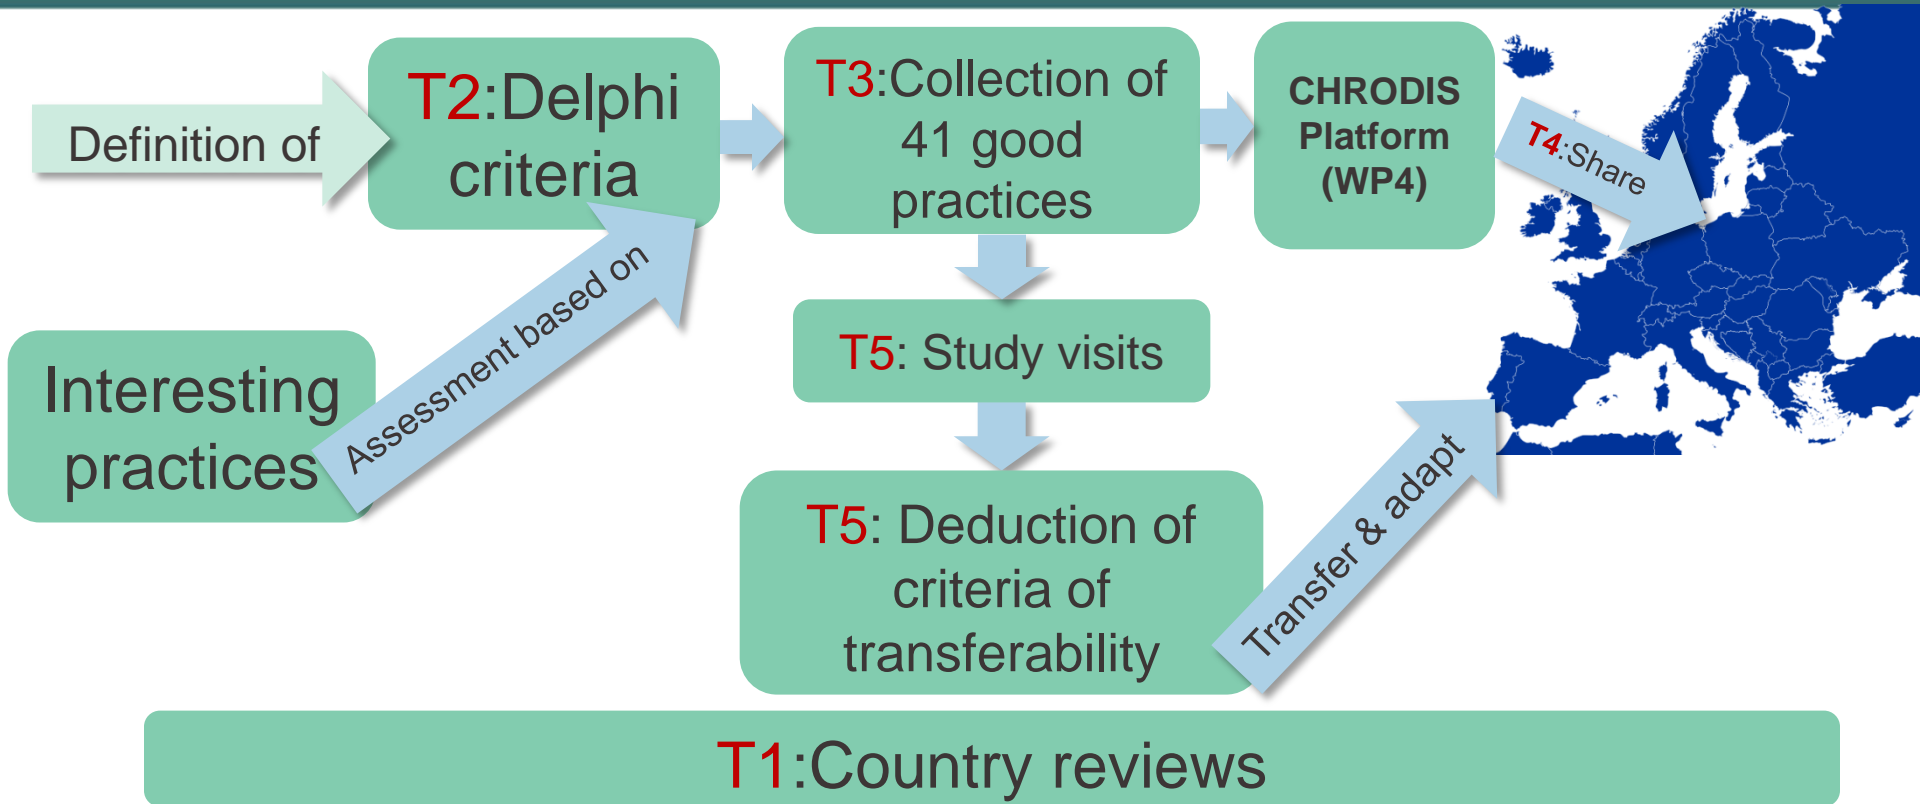 Definition of
T2:Delphi
criteria
T3:Collection of
41 good
practices
CHRODIS
Platform
(WP4)
T4:Share
Interesting
practices
Assessment based on
T5: Study visits
T5: Deduction of
criteria of
transferability
Transfer & adapt
T1:Country reviews